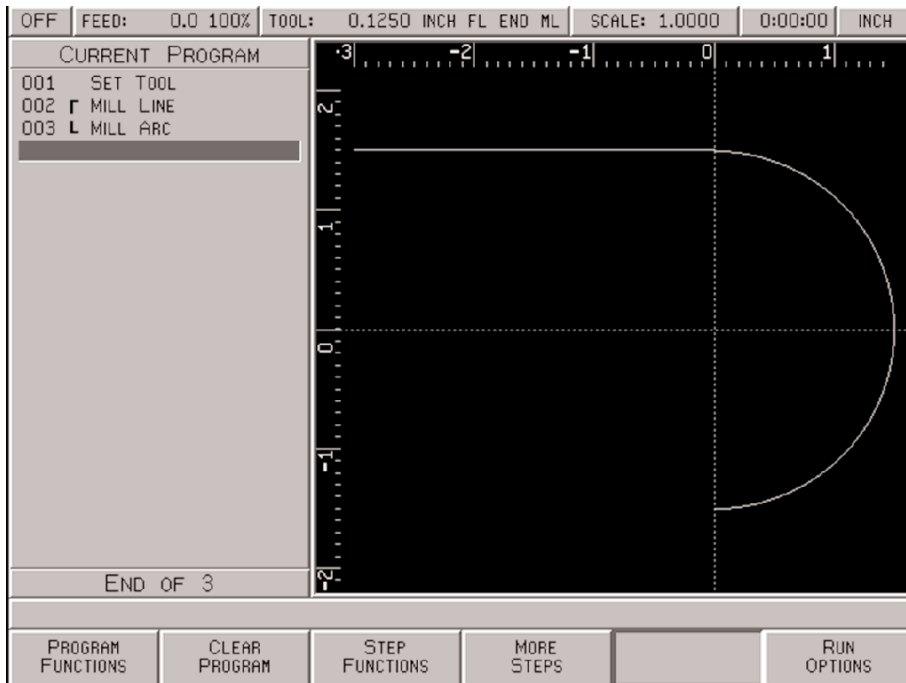 OFF FEED: 0.0 100% TOOL: 0.1250 INCH FL END ML SCALE: 1.0000 0:00:00 INCH
CURRENT PROGRAM
001 SET TOOL
002 ┏ MILL LINE
003 ┗ MILL ARC
-3 -2 -1 0 1
2
1
0
-1
-2
END OF 3
PROGRAM FUNCTIONS
CLEAR PROGRAM
STEP FUNCTIONS
MORE STEPS
RUN OPTIONS